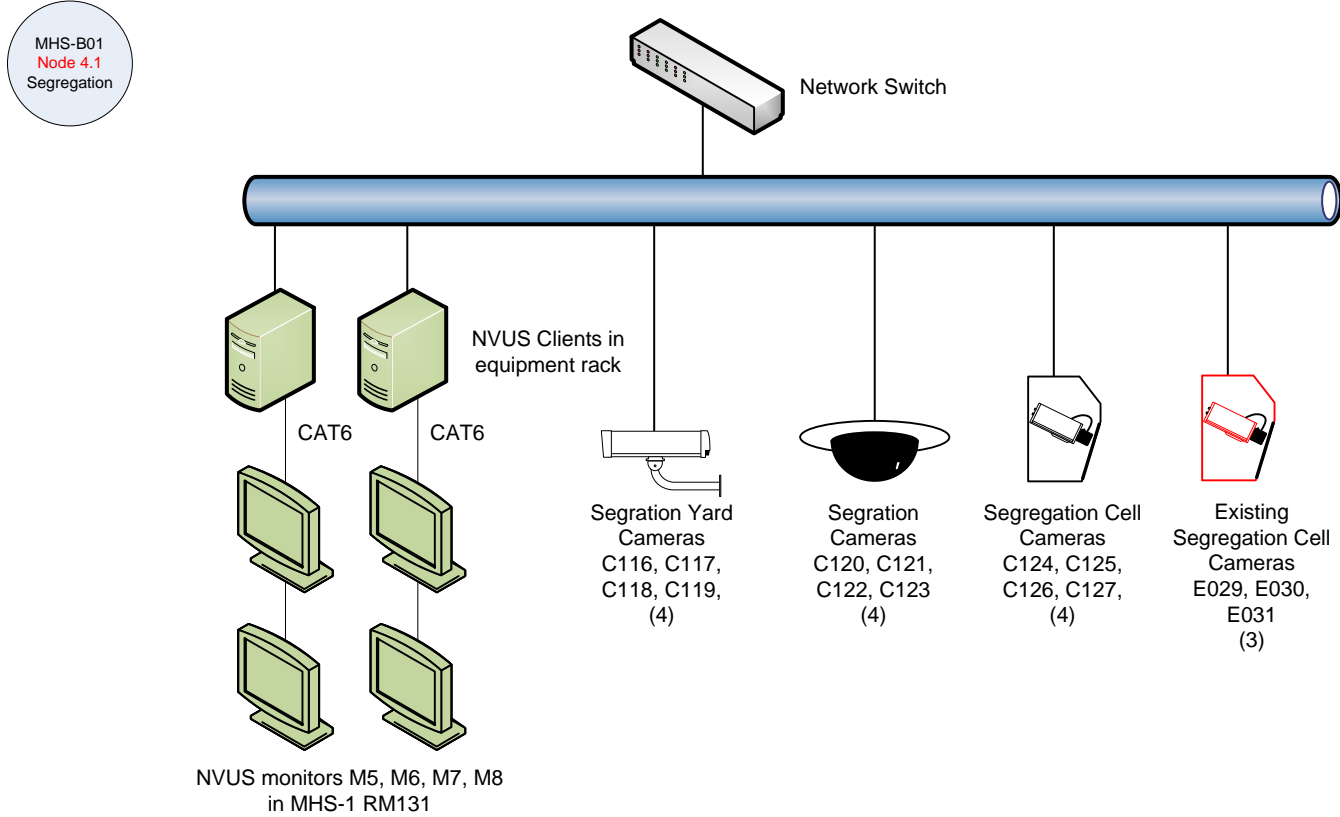 MHS-B01
Node 4.1
Segregation
Network Switch
NVUS Clients in
equipment rack
CAT6
CAT6
Segration Yard
Cameras
C116, C117,
C118, C119,
(4)
Segration
Cameras
C120, C121,
C122, C123
(4)
Segregation Cell
Cameras
C124, C125,
C126, C127,
(4)
Existing
Segregation Cell
Cameras
E029, E030,
E031
(3)
NVUS monitors M5, M6, M7, M8
in MHS-1 RM131